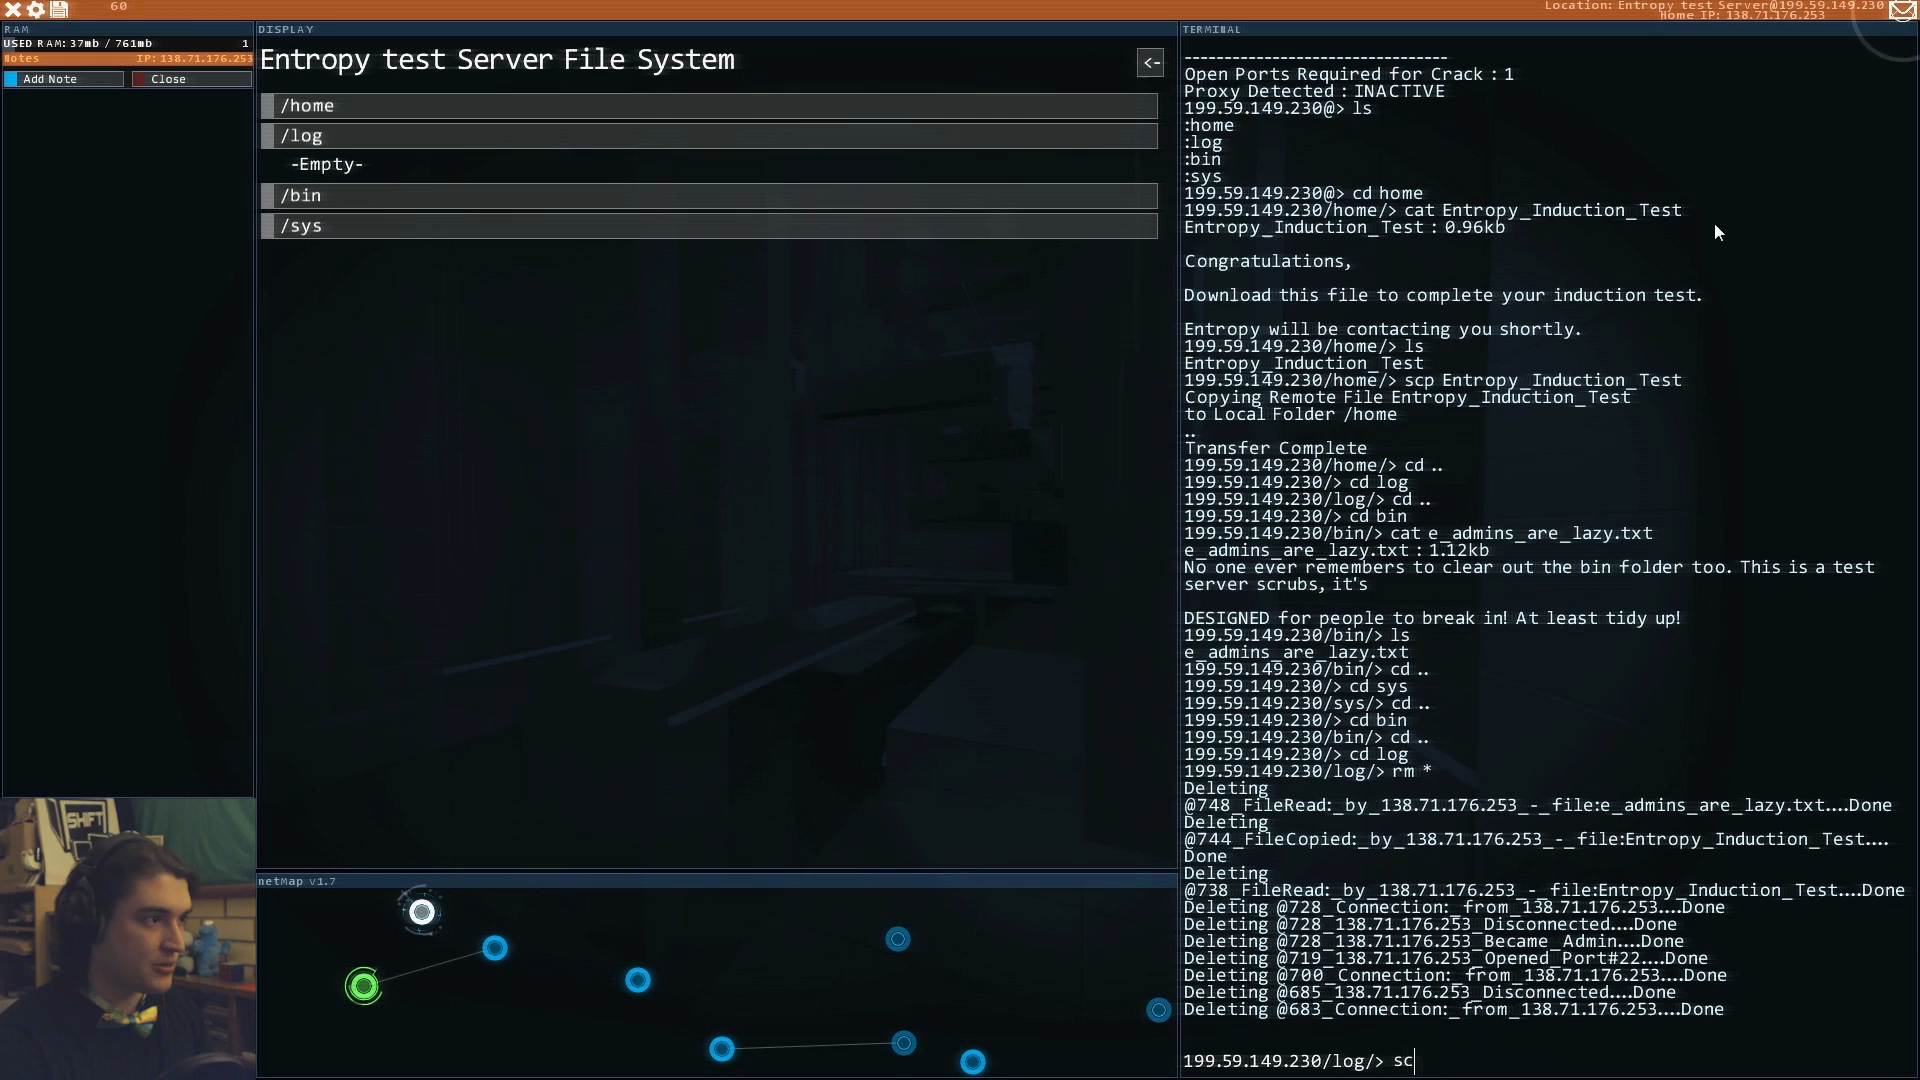 60
Location: Entropy test Server@199.59.149.230
Home IP: 138.71.176.253
RAM
USED RAM: 37mb / 761mb 1
Notes IP: 138.71.176.253
Add Note Close
DISPLAY
Entropy test Server File System
<-
/home
/log
-Empty-
/bin
/sys
SHIFT
netMap v1.7
TERMINAL
--------------------------------
Open Ports Required for Crack : 1
Proxy Detected : INACTIVE
199.59.149.230@> ls
:home
:log
:bin
:sys
199.59.149.230@> cd home
199.59.149.230/home/> cat Entropy_Induction_Test
Entropy_Induction_Test : 0.96kb
Congratulations,
Download this file to complete your induction test.
Entropy will be contacting you shortly.
199.59.149.230/home/> ls
Entropy_Induction_Test
199.59.149.230/home/> scp Entropy_Induction_Test
Copying Remote File Entropy_Induction_Test
to Local Folder /home
..
Transfer Complete
199.59.149.230/home/> cd ..
199.59.149.230/> cd log
199.59.149.230/log/> cd ..
199.59.149.230/> cd bin
199.59.149.230/bin/> cat e_admins_are_lazy.txt
e_admins_are_lazy.txt : 1.12kb
No one ever remembers to clear out the bin folder too. This is a test
server scrubs, it's
DESIGNED for people to break in! At least tidy up!
199.59.149.230/bin/> ls
e_admins_are_lazy.txt
199.59.149.230/bin/> cd ..
199.59.149.230/> cd sys
199.59.149.230/sys/> cd ..
199.59.149.230/> cd bin
199.59.149.230/bin/> cd ..
199.59.149.230/> cd log
199.59.149.230/log/> rm *
Deleting
@748_FileRead:_by_138.71.176.253_-_file:e_admins_are_lazy.txt....Done
Deleting
@744_FileCopied:_by_138.71.176.253_-_file:Entropy_Induction_Test....
Done
Deleting
@738_FileRead:_by_138.71.176.253_-_file:Entropy_Induction_Test....Done
Deleting @728_Connection:_from_138.71.176.253....Done
Deleting @728_138.71.176.253_Disconnected....Done
Deleting @728_138.71.176.253_Became_Admin....Done
Deleting @719_138.71.176.253_Opened_Port#22....Done
Deleting @700_Connection:_from_138.71.176.253....Done
Deleting @685_138.71.176.253_Disconnected....Done
Deleting @683_Connection:_from_138.71.176.253....Done
199.59.149.230/log/> sc